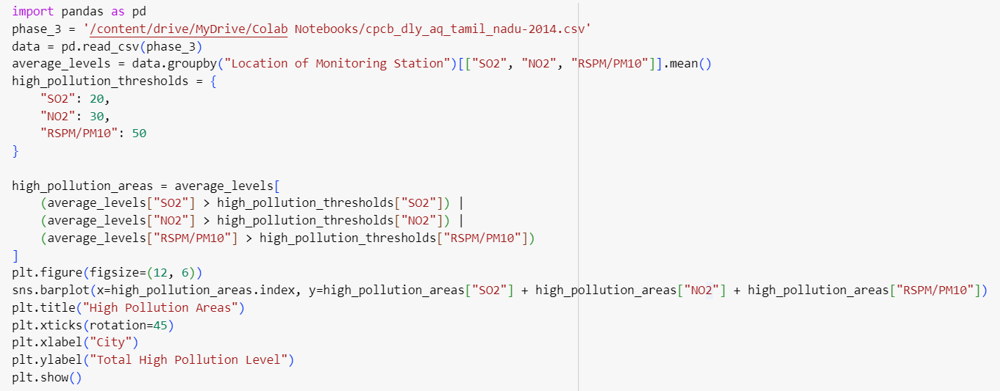 import pandas as pd
phase_3 = '/content/drive/MyDrive/Colab Notebooks/cpcb_dly_aq_tamil_nadu-2014.csv'
data = pd.read_csv(phase_3)
average_levels = data.groupby("Location of Monitoring Station")[["SO2", "NO2", "RSPM/PM10"]].mean()
high_pollution_thresholds = {
    "SO2": 20,
    "NO2": 30,
    "RSPM/PM10": 50
}

high_pollution_areas = average_levels[
    (average_levels["SO2"] > high_pollution_thresholds["SO2"]) |
    (average_levels["NO2"] > high_pollution_thresholds["NO2"]) |
    (average_levels["RSPM/PM10"] > high_pollution_thresholds["RSPM/PM10"])
]
plt.figure(figsize=(12, 6))
sns.barplot(x=high_pollution_areas.index, y=high_pollution_areas["SO2"] + high_pollution_areas["NO2"] + high_pollution_areas["RSPM/PM10"])
plt.title("High Pollution Areas")
plt.xticks(rotation=45)
plt.xlabel("City")
plt.ylabel("Total High Pollution Level")
plt.show()